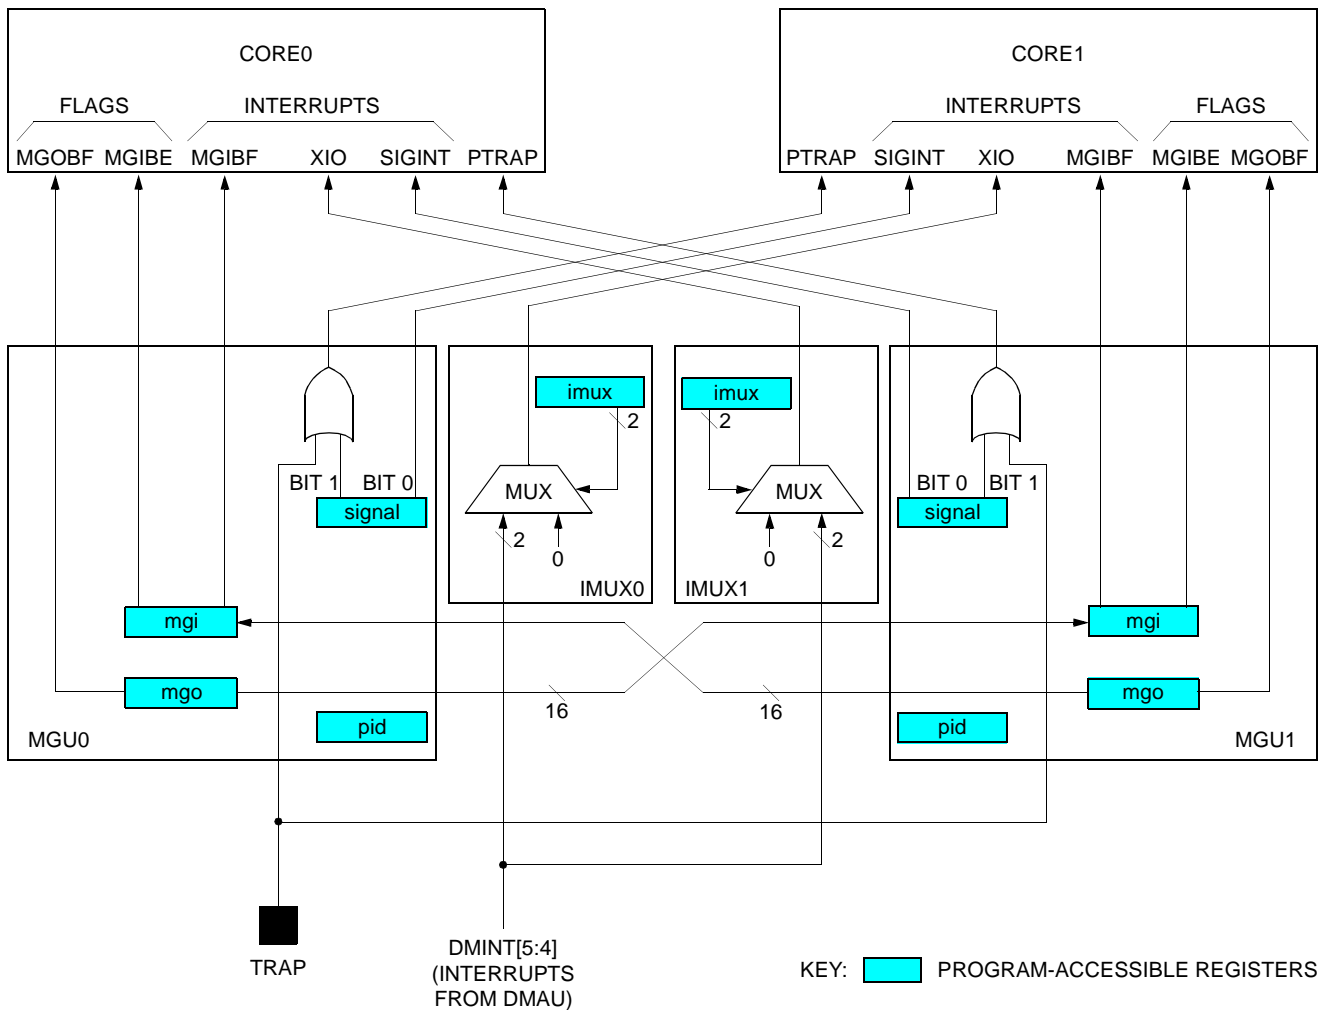 CORE0
CORE1
FLAGS INTERRUPTS
INTERRUPTS FLAGS
MGOBF MGIBE MGIBF XIO SIGINT PTRAP
PTRAP SIGINT XIO MGIBF MGIBE MGOBF
imux
2
imux
2
BIT 1 BIT 0
signal
MUX
2
0
IMUX0
MUX
0
2
IMUX1
BIT 0 BIT 1
signal
mgi
mgi
mgo
16
16
mgo
pid
MGU0
pid
MGU1
TRAP
DMINT[5:4]
(INTERRUPTS
FROM DMAU)
KEY: PROGRAM-ACCESSIBLE REGISTERS